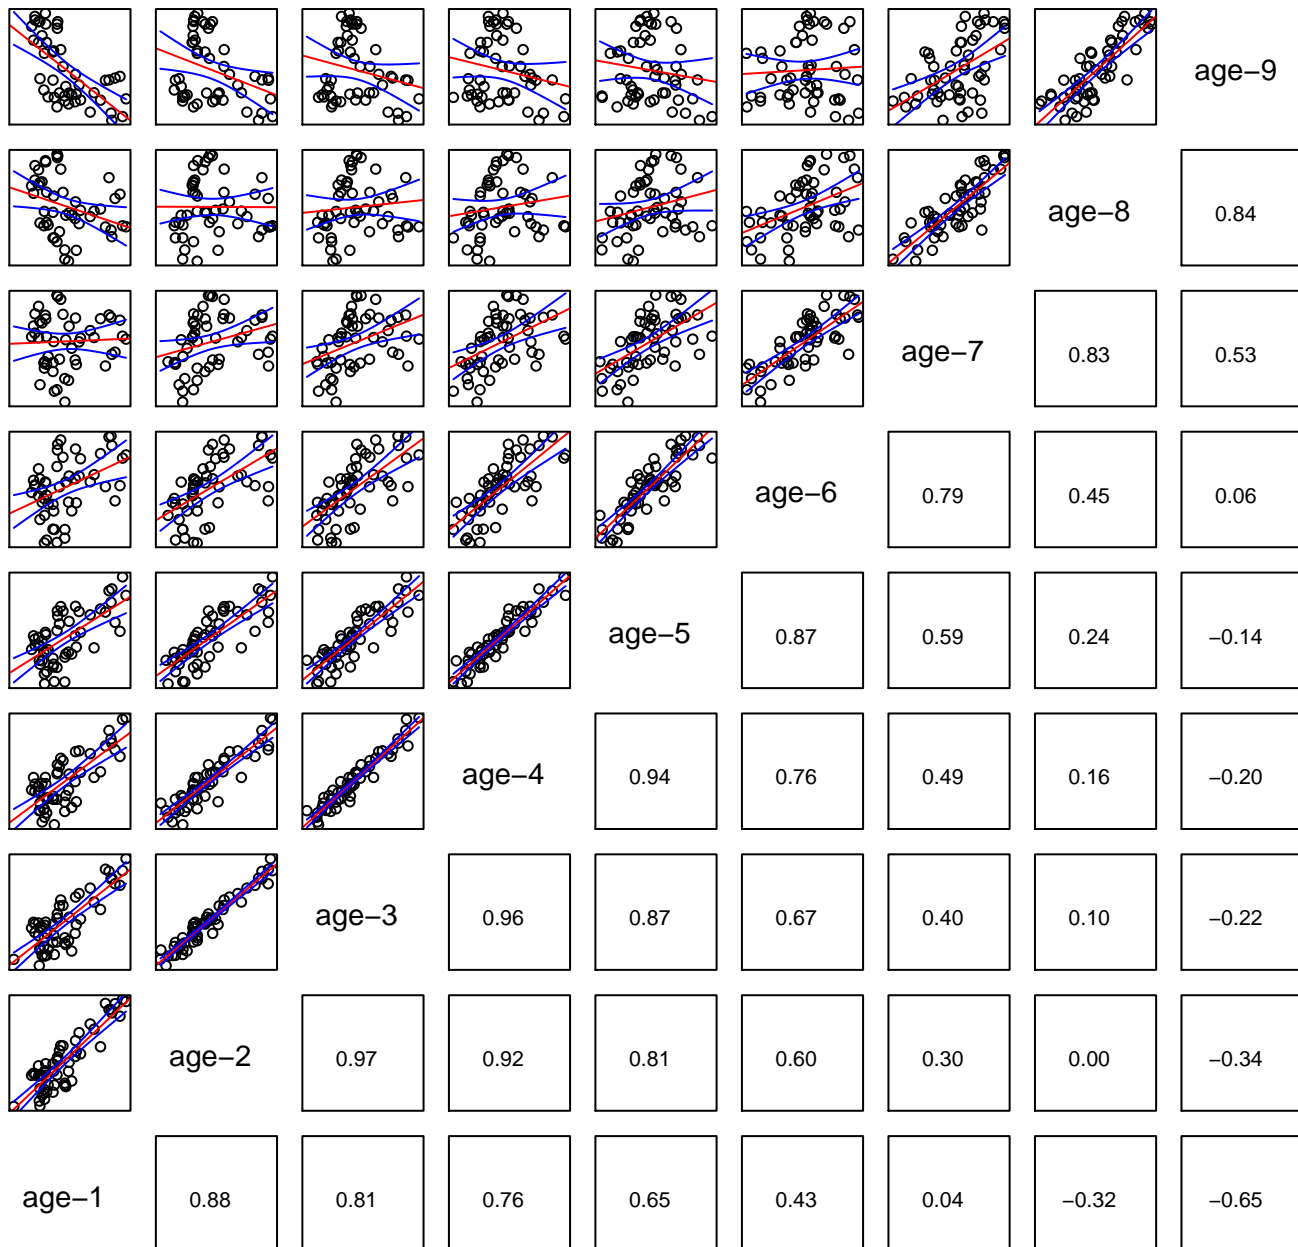 age−9
age−8 0.84
age−7 0.83 0.53
age−6 0.79 0.45 0.06
age−5 0.87 0.59 0.24 −0.14
age−4 0.94 0.76 0.49 0.16 −0.20
age−3 0.96 0.87 0.67 0.40 0.10 −0.22
age−2 0.97 0.92 0.81 0.60 0.30 0.00 −0.34
age−1 0.88 0.81 0.76 0.65 0.43 0.04 −0.32 −0.65